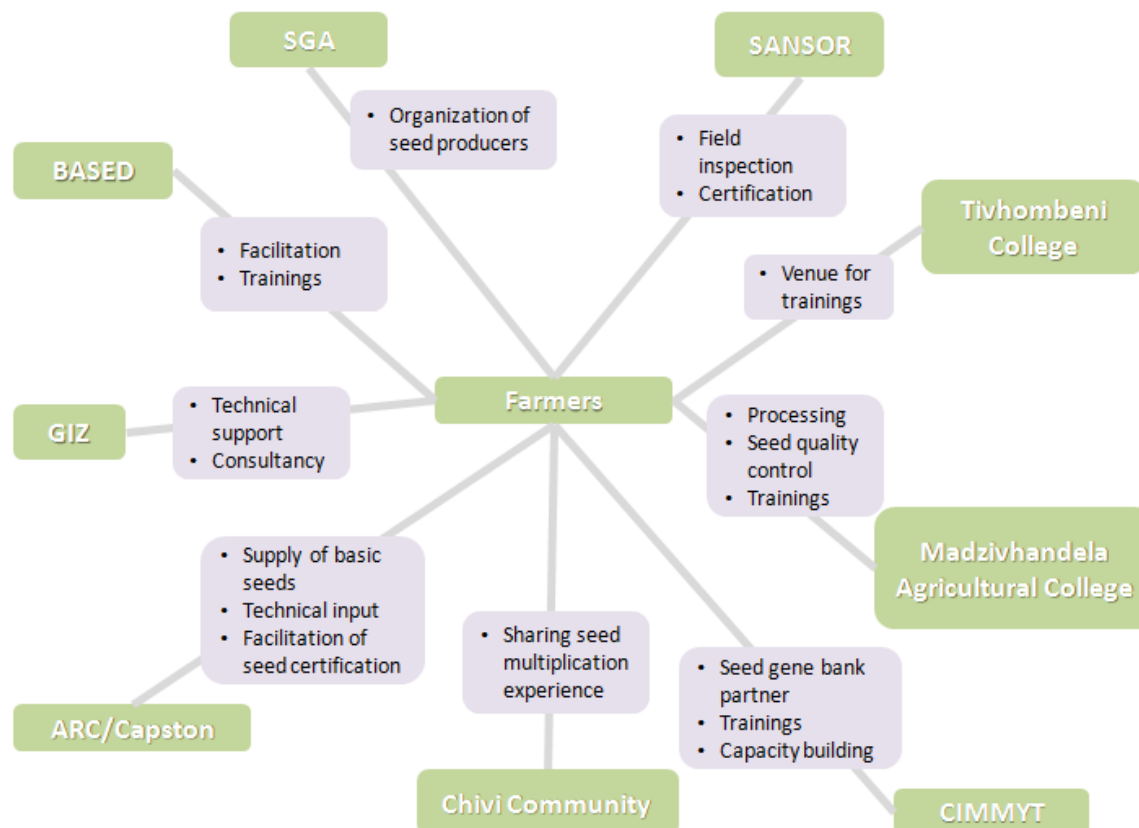 SGA
SANSOR
• Organization of
seed producers
• Field
inspection
• Certification
BASED
Tivhombeni
College
• Facilitation
• Trainings
• Venue for
trainings
Farmers
GIZ
• Technical
support
• Consultancy
• Processing
• Seed quality
control
• Trainings
Madzivhandela
Agricultural College
• Supply of basic
seeds
• Technical input
• Facilitation of
seed certification
• Sharing seed
multiplication
experience
• Seed gene bank
partner
• Trainings
• Capacity building
ARC/Capston
Chivi Community
CIMMYT